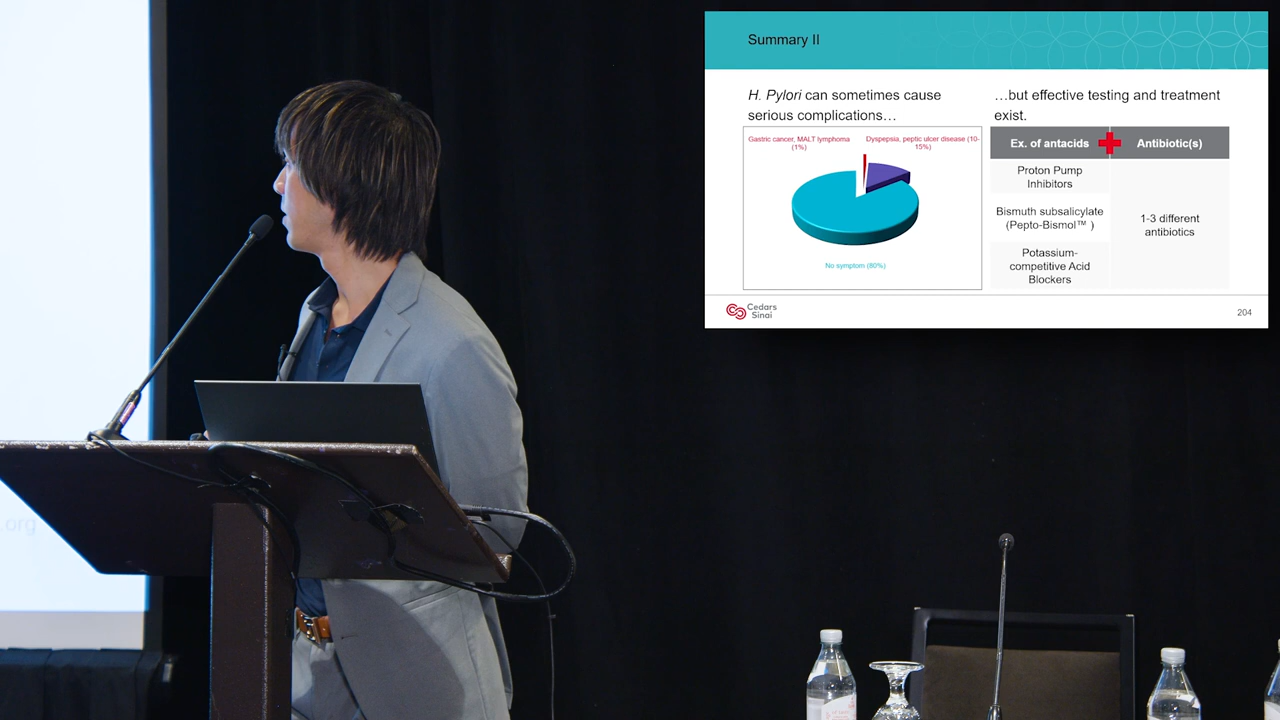 Summary II
H. Pylori can sometimes cause
serious complications…
…but effective testing and treatment
exist.
Gastric cancer, MALT lymphoma
(1%)
Dyspepsia, peptic ulcer disease (10-
15%)
No symptom (80%)
Ex. of antacids
Antibiotic(s)
Proton Pump
Inhibitors
Bismuth subsalicylate
(Pepto-Bismol™ )
1-3 different
antibiotics
Potassium-
competitive Acid
Blockers
Cedars
Sinai
204
.org